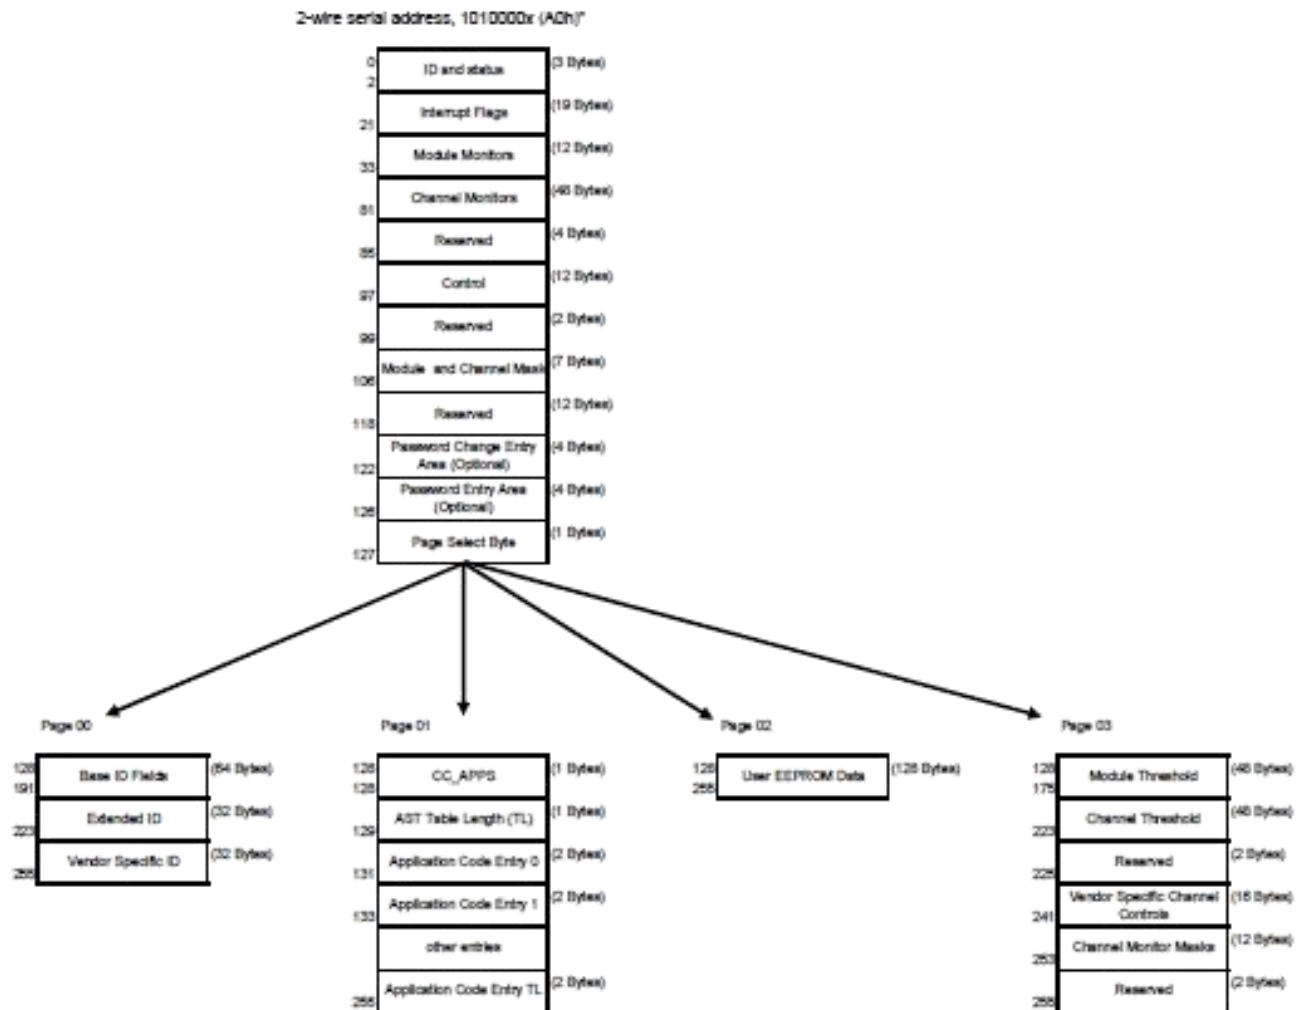 2-wire serial address, 1010000x (A0h)"
0
2
ID and status
(3 Bytes)
21
Interrupt Flags
(19 Bytes)
33
Module Monitors
(12 Bytes)
81
Channel Monitors
(48 Bytes)
85
Reserved
(4 Bytes)
97
Control
(12 Bytes)
99
Reserved
(2 Bytes)
106
Module and Channel Mask
(7 Bytes)
118
Reserved
(12 Bytes)
122
Password Change Entry
Area (Optional)
(4 Bytes)
126
Password Entry Area
(Optional)
(4 Bytes)
127
Page Select Byte
(1 Bytes)
Page 00
128
191
Base ID Fields
(64 Bytes)
223
Extended ID
(32 Bytes)
255
Vendor Specific ID
(32 Bytes)
Page 01
128
128
CC_APPS
(1 Bytes)
129
AST Table Length (TL)
(1 Bytes)
131
Application Code Entry 0
(2 Bytes)
133
Application Code Entry 1
(2 Bytes)
other entries
255
Application Code Entry TL
(2 Bytes)
Page 02
128
255
User EEPROM Data
(128 Bytes)
Page 03
128
175
Module Threshold
(48 Bytes)
223
Channel Threshold
(48 Bytes)
225
Reserved
(2 Bytes)
241
Vendor Specific Channel
Controls
(16 Bytes)
253
Channel Monitor Masks
(12 Bytes)
255
Reserved
(2 Bytes)